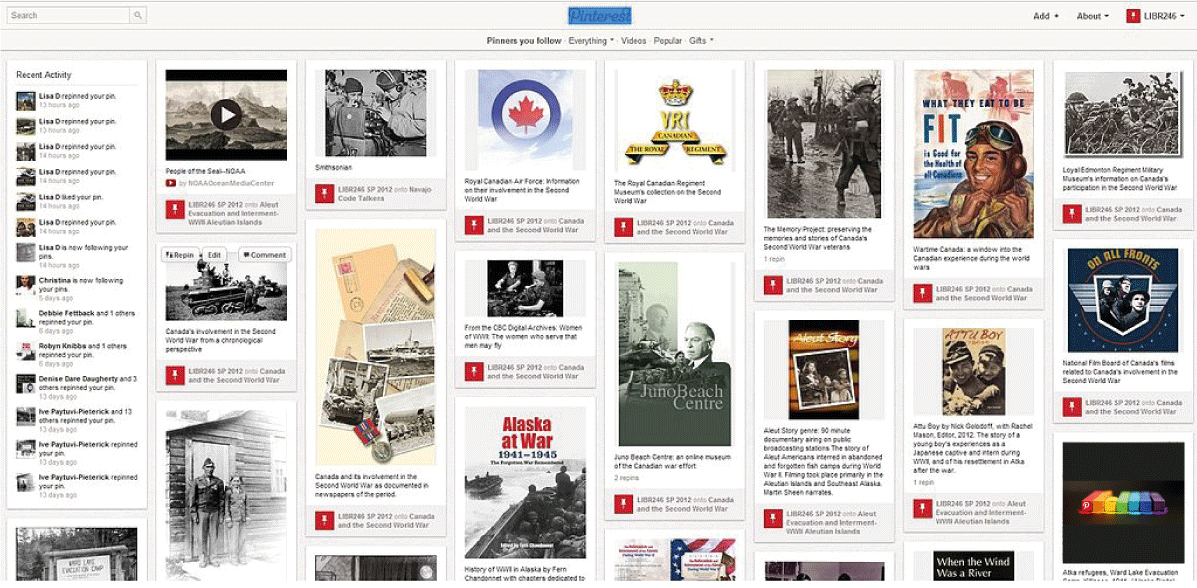 Search
Pinterest
Add +
About
LIBR246
Pinners you follow · Everything · Videos · Popular · Gifts
Recent Activity
Lisa D repinned your pin.
13 hours ago
Lisa D repinned your pin.
13 hours ago
Lisa D repinned your pin.
14 hours ago
Lisa D repinned your pin.
14 hours ago
Lisa D liked your pin.
14 hours ago
Lisa D repinned your pin.
14 hours ago
Lisa D is now following your
pins.
14 hours ago
Christina is now following
your pins.
5 days ago
Debbie Fettback and 1 others
repinned your pin.
6 days ago
Robyn Knibbs and 1 others
repinned your pin.
Denise Dare Daugherty and 3
others repinned your pin.
13 days ago
Ive Paytuvi-Pieterick and 13
others repinned your pin.
13 days ago
Ive Paytuvi-Pieterick repinned
your pin.
13 days ago
Ive Paytuvi-Pieterick repinned
your pin.
13 days ago
WARD LAKE
EVACUATION CAMP
People of the Seal--NOAA
by NOAAOceanMediaCenter
LIBR246 SP 2012 onto Aleut
Evacuation and Interment-
WWII Aleutian Islands
Repin
Edit
Comment
Canada's involvement in the Second
World War from a chronological
perspective
LIBR246 SP 2012 onto Canada
and the Second World War
Smithsonian
LIBR246 SP 2012 onto Navajo
Code Talkers
Canada and its involvement in the
Second World War as documented in
newspapers of the period.
LIBR246 SP 2012 onto Canada
and the Second World War
Royal Canadian Air Force: Information
on their involvement in the Second
World War
LIBR246 SP 2012 onto Canada
and the Second World War
From the CBC Digital Archives: Women
of WWII: The women who serve that
men may fly
LIBR246 SP 2012 onto Canada
and the Second World War
Alaska
at War
1941–1945
The Forgotten War Remembered
Edited by Fern Chandonnet
History of WWII in Alaska by Fern
Chandonnet with chapters dedicated to
VRI
CANADIAN
THE ROYAL REGIMENT
The Royal Canadian Regiment
Museum's collection on the Second
World War
LIBR246 SP 2012 onto Canada
and the Second World War
Juno Beach
Centre
Juno Beach Centre: an online museum
of the Canadian war effort
2 repins
LIBR246 SP 2012 onto Canada
and the Second World War
The Memory Project: preserving the
memories and stories of Canada's
Second World War veterans
1 repin
LIBR246 SP 2012 onto Canada
and the Second World War
Aleut Story
Aleut Story genre: 90 minute
documentary airing on public
broadcasting stations The story of
Aleut Americans interred in abandoned
and forgotten fish camps during World
War II. Filming took place primarily in the
Aleutian Islands and Southeast Alaska.
Martin Sheen narrates.
LIBR246 SP 2012 onto Aleut
Evacuation and Interment-
WWII Aleutian Islands
WHAT THEY EAT TO BE
FIT
is Good for
the Health of
all Canadians
Wartime Canada: a window into the
Canadian experience during the world
wars
LIBR246 SP 2012 onto Canada
and the Second World War
ATTU BOY
Attu Boy by Nick Golodoff, with Rachel
Mason, Editor, 2012. The story of a
young boy's experiences as a
Japanese captive and intern during
WWII, and of his resettlement in Atka
after the war.
1 repin
LIBR246 SP 2012 onto Aleut
Evacuation and Interment-
WWII Aleutian Islands
When the Wind
Was a River
Loyal Edmonton Regiment Military
Museum's information on Canada's
participation in the Second World War
LIBR246 SP 2012 onto Canada
and the Second World War
ON ALL FRONTS
National Film Board of Canada's films
related to Canada's involvement in the
Second World War
LIBR246 SP 2012 onto Canada
and the Second World War
Atka refugees, Ward Lake Evacuation